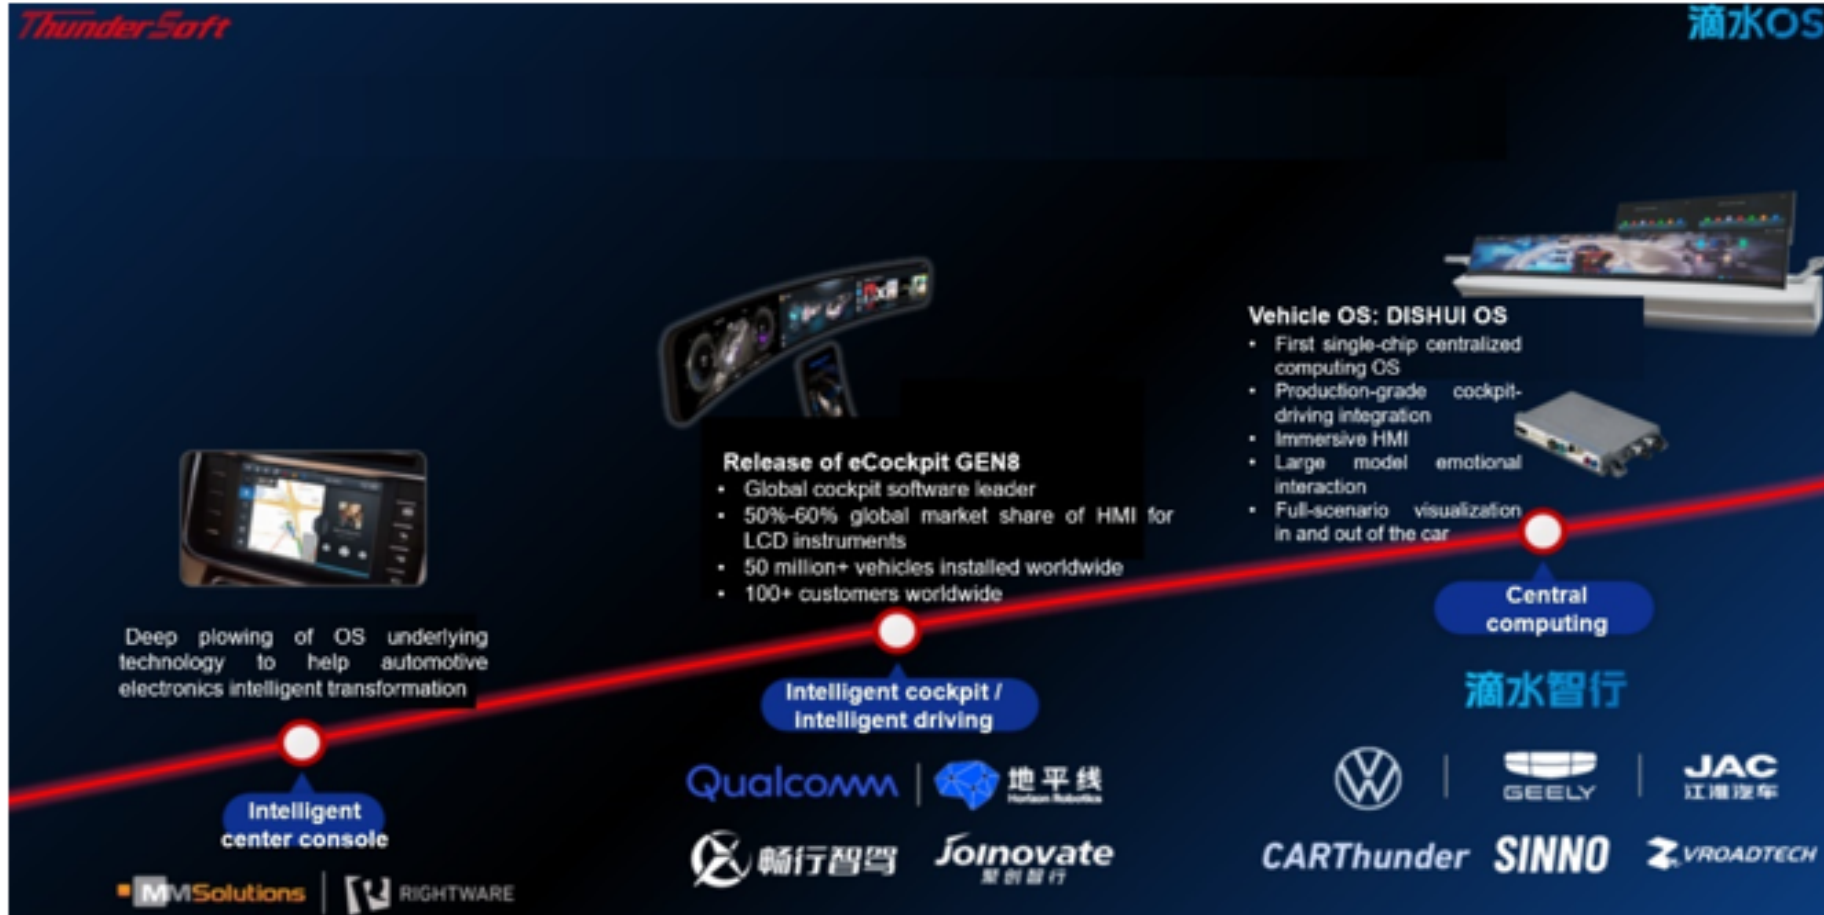 ThunderSoft
滴水OS
Vehicle OS: DISHUI OS
• First single-chip centralized
computing OS
• Production-grade cockpit-
driving integration
• Immersive HMI
• Large model emotional
interaction
• Full-scenario visualization
in and out of the car
Release of eCockpit GEN8
• Global cockpit software leader
• 50%-60% global market share of HMI for
LCD instruments
• 50 million+ vehicles installed worldwide
• 100+ customers worldwide
Deep plowing of OS underlying
technology to help automotive
electronics intelligent transformation
Central
computing
Intelligent cockpit /
intelligent driving
Intelligent
center console
滴水智行
Qualcomm
地平线
Horizon Robotics
GEELY
JAC
江淮汽车
畅行智驾
Joinovate
聚创智行
CARThunder
SINNO
VROADTECH
MMSolutions
RIGHTWARE